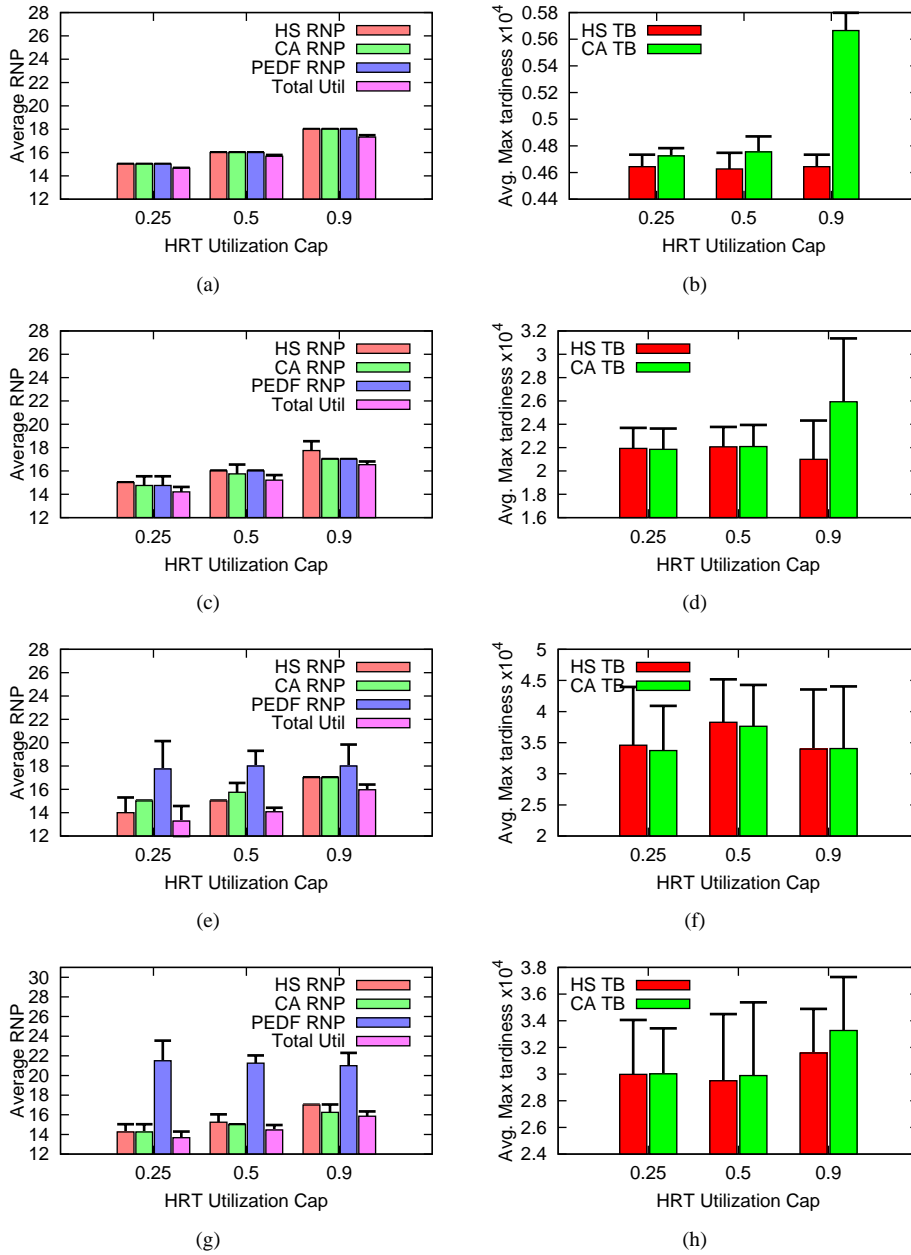 28
26
24
22
20
18
16
14
12
Average RNP
HS RNP
CA RNP
PEDF RNP
Total Util
0.25
0.5
0.9
HRT Utilization Cap
(a)
0.58
0.56
0.54
0.52
0.5
0.48
0.46
0.44
Avg. Max tardiness x10^4
HS TB
CA TB
0.25
0.5
0.9
HRT Utilization Cap
(b)
28
26
24
22
20
18
16
14
12
Average RNP
HS RNP
CA RNP
PEDF RNP
Total Util
0.25
0.5
0.9
HRT Utilization Cap
(c)
3.2
3
2.8
2.6
2.4
2.2
2
1.8
1.6
Avg. Max tardiness x10^4
HS TB
CA TB
0.25
0.5
0.9
HRT Utilization Cap
(d)
28
26
24
22
20
18
16
14
12
Average RNP
HS RNP
CA RNP
PEDF RNP
Total Util
0.25
0.5
0.9
HRT Utilization Cap
(e)
5
4.5
4
3.5
3
2.5
2
Avg. Max tardiness x10^4
HS TB
CA TB
0.25
0.5
0.9
HRT Utilization Cap
(f)
30
28
26
24
22
20
18
16
14
12
Average RNP
HS RNP
CA RNP
PEDF RNP
Total Util
0.25
0.5
0.9
HRT Utilization Cap
(g)
3.8
3.6
3.4
3.2
3
2.8
2.6
2.4
Avg. Max tardiness x10^4
HS TB
CA TB
0.25
0.5
0.9
HRT Utilization Cap
(h)